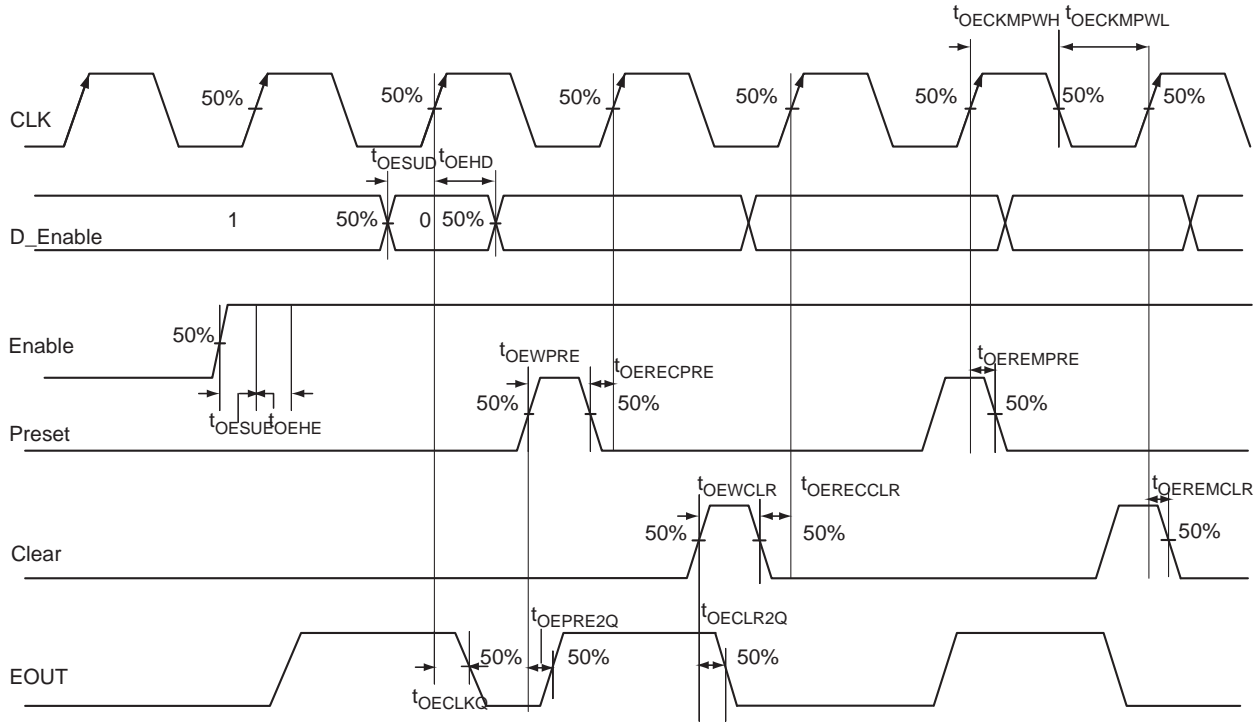 tOECKMPWH tOECKMPWL
50% 50% 50% 50% 50% 50% 50%
CLK
tOESUD tOEHD
1 50% 0 50%
D_Enable
50%
Enable
tOEWPRE tOERECPRE tOEREMPRE
50% 50% 50%
tOESUE tOEHE
Preset
tOEWCLR tOERECCLR tOEREMCLR
50% 50% 50%
Clear
tOEPRE2Q tOECLR2Q
50% 50% 50%
EOUT
tOECLKQ